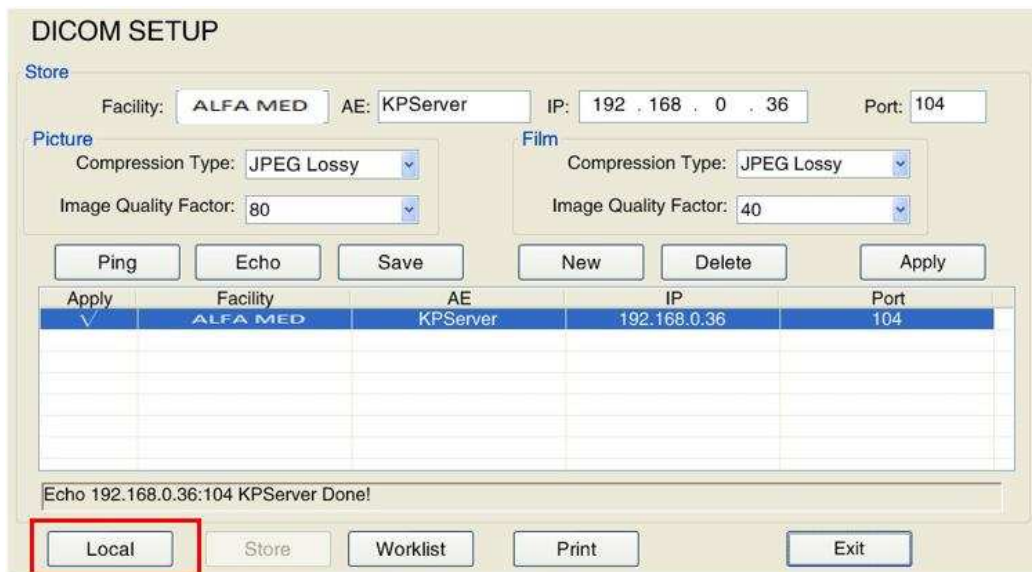 DICOM SETUP
Store
Facility: ALFA MED AE: KPServer IP: 192 . 168 . 0 . 36 Port: 104
Picture Film
Compression Type: JPEG Lossy Compression Type: JPEG Lossy
Image Quality Factor: 80 Image Quality Factor: 40
Ping Echo Save New Delete Apply
Apply Facility AE IP Port
√ ALFA MED KPServer 192.168.0.36 104
Echo 192.168.0.36:104 KPServer Done!
Local Store Worklist Print Exit